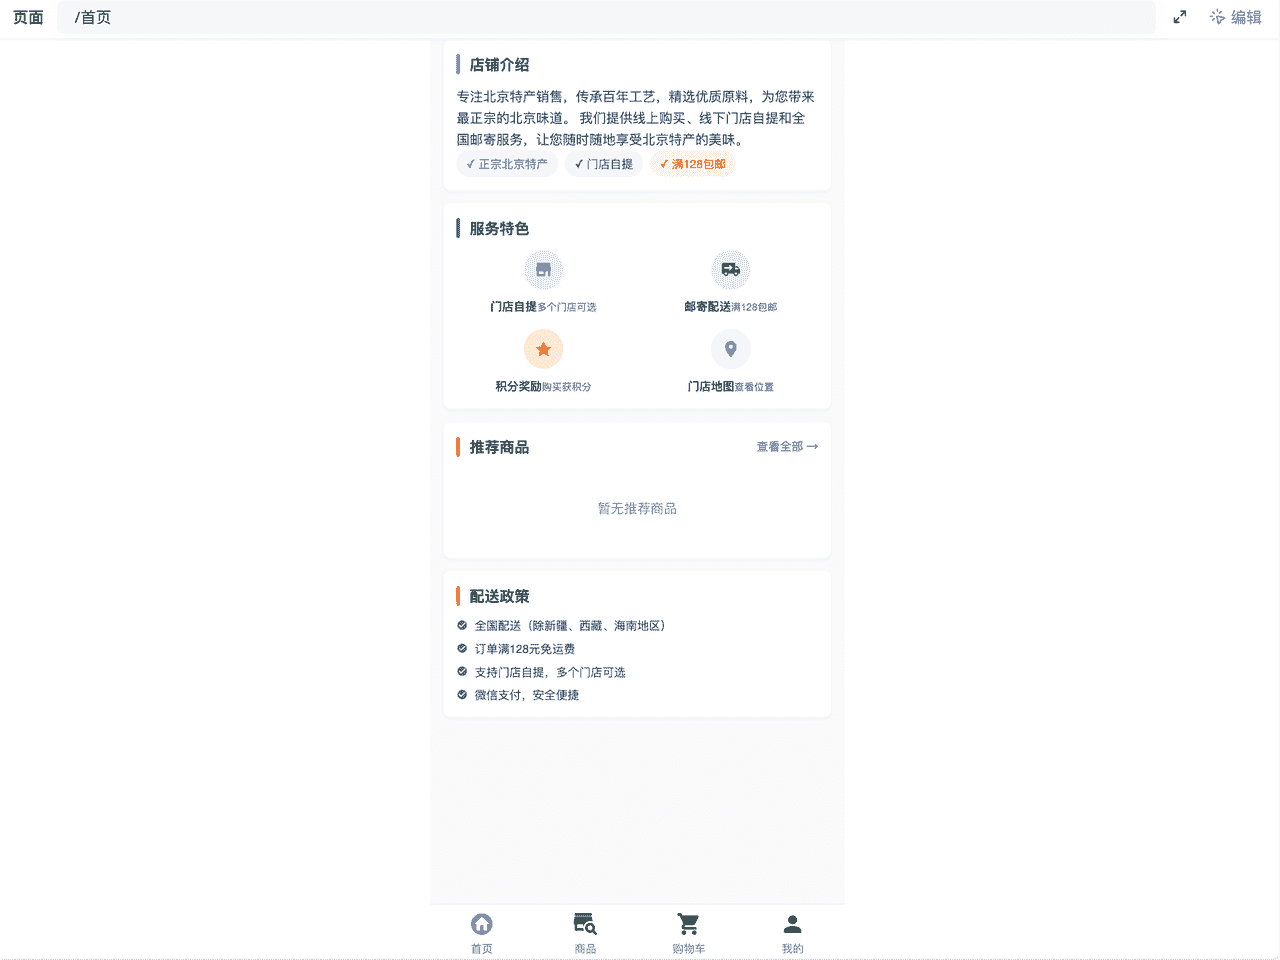 页面
/首页
编辑
店铺介绍
专注北京特产销售，传承百年工艺，精选优质原料，为您带来
最正宗的北京味道。 我们提供线上购买、线下门店自提和全
国邮寄服务，让您随时随地享受北京特产的美味。
✓ 正宗北京特产 ✓ 门店自提 ✓ 满128包邮
服务特色
门店自提多个门店可选
邮寄配送满128包邮
积分奖励购买获积分
门店地图查看位置
推荐商品
查看全部 →
暂无推荐商品
配送政策
全国配送（除新疆、西藏、海南地区）
订单满128元免运费
支持门店自提，多个门店可选
微信支付，安全便捷
首页
商品
购物车
我的